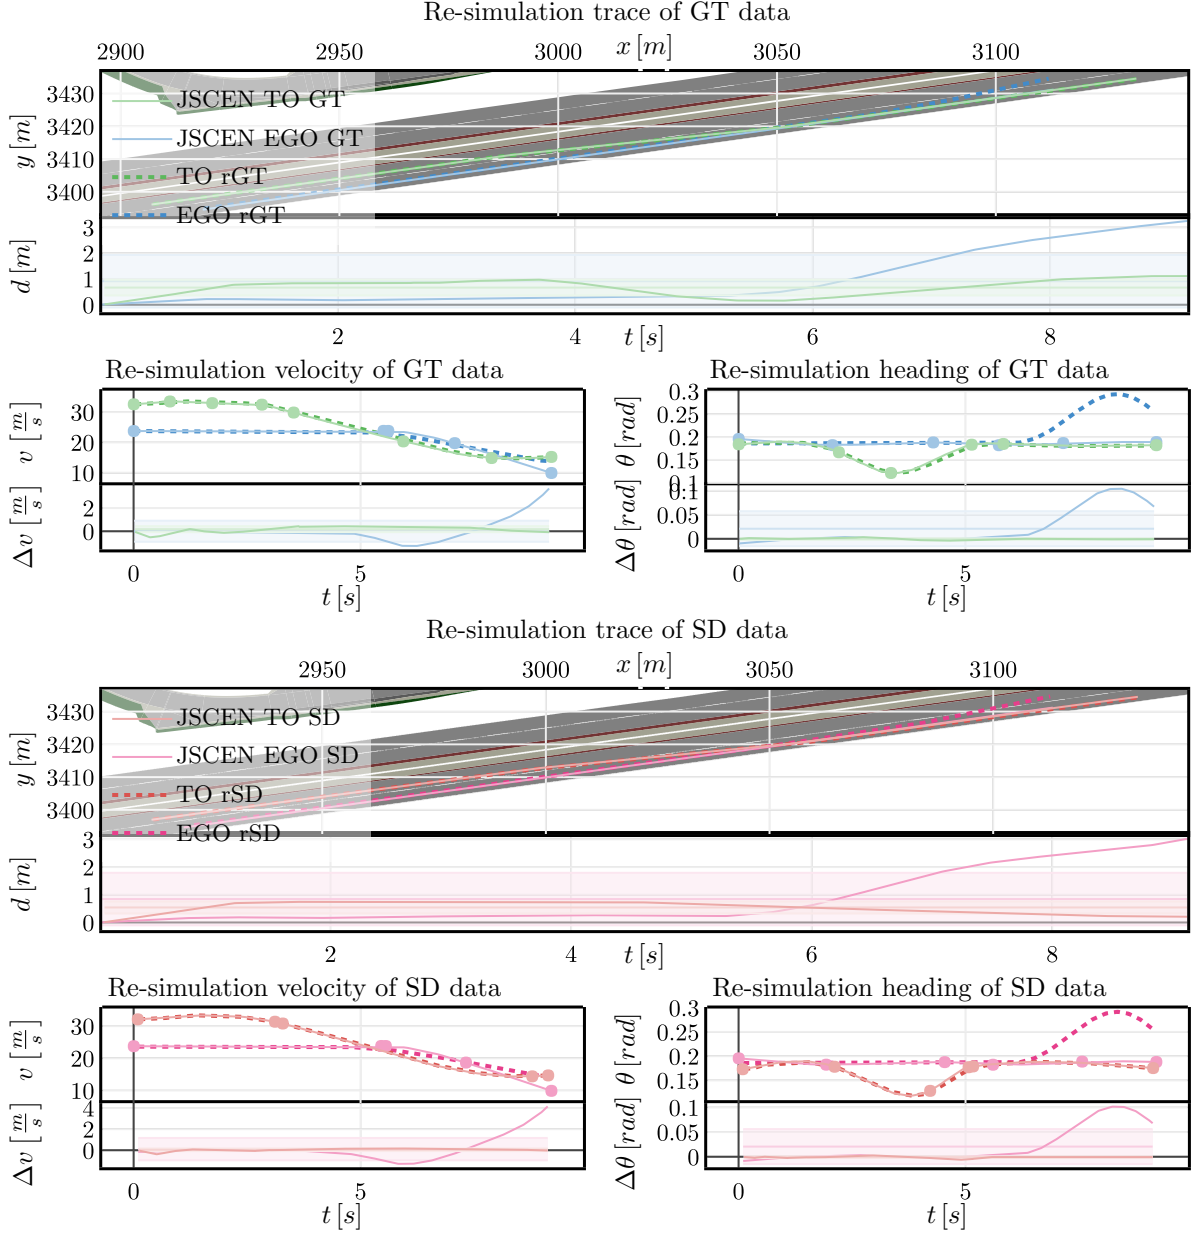 Re-simulation trace of GT data
2900 2950 3000 x [m] 3050 3100
3430
3420
3410
3400
y [m]
JSCEN TO GT
JSCEN EGO GT
TO rGT
EGO rGT
3
2
1
0
d [m]
2 4 t [s] 6 8
Re-simulation velocity of GT data
30
20
10
v [m/s]
2
0
Δv [m/s]
0 5
t [s]
Re-simulation heading of GT data
0.3
0.25
0.2
0.15
0.1
θ [rad]
0.1
0.05
0
Δθ [rad]
0 5
t [s]
Re-simulation trace of SD data
2950 3000 x [m] 3050 3100
3430
3420
3410
3400
y [m]
JSCEN TO SD
JSCEN EGO SD
TO rSD
EGO rSD
3
2
1
0
d [m]
2 4 t [s] 6 8
Re-simulation velocity of SD data
30
20
10
v [m/s]
4
2
0
Δv [m/s]
0 5
t [s]
Re-simulation heading of SD data
0.3
0.25
0.2
0.15
θ [rad]
0.1
0.05
0
Δθ [rad]
0 5
t [s]